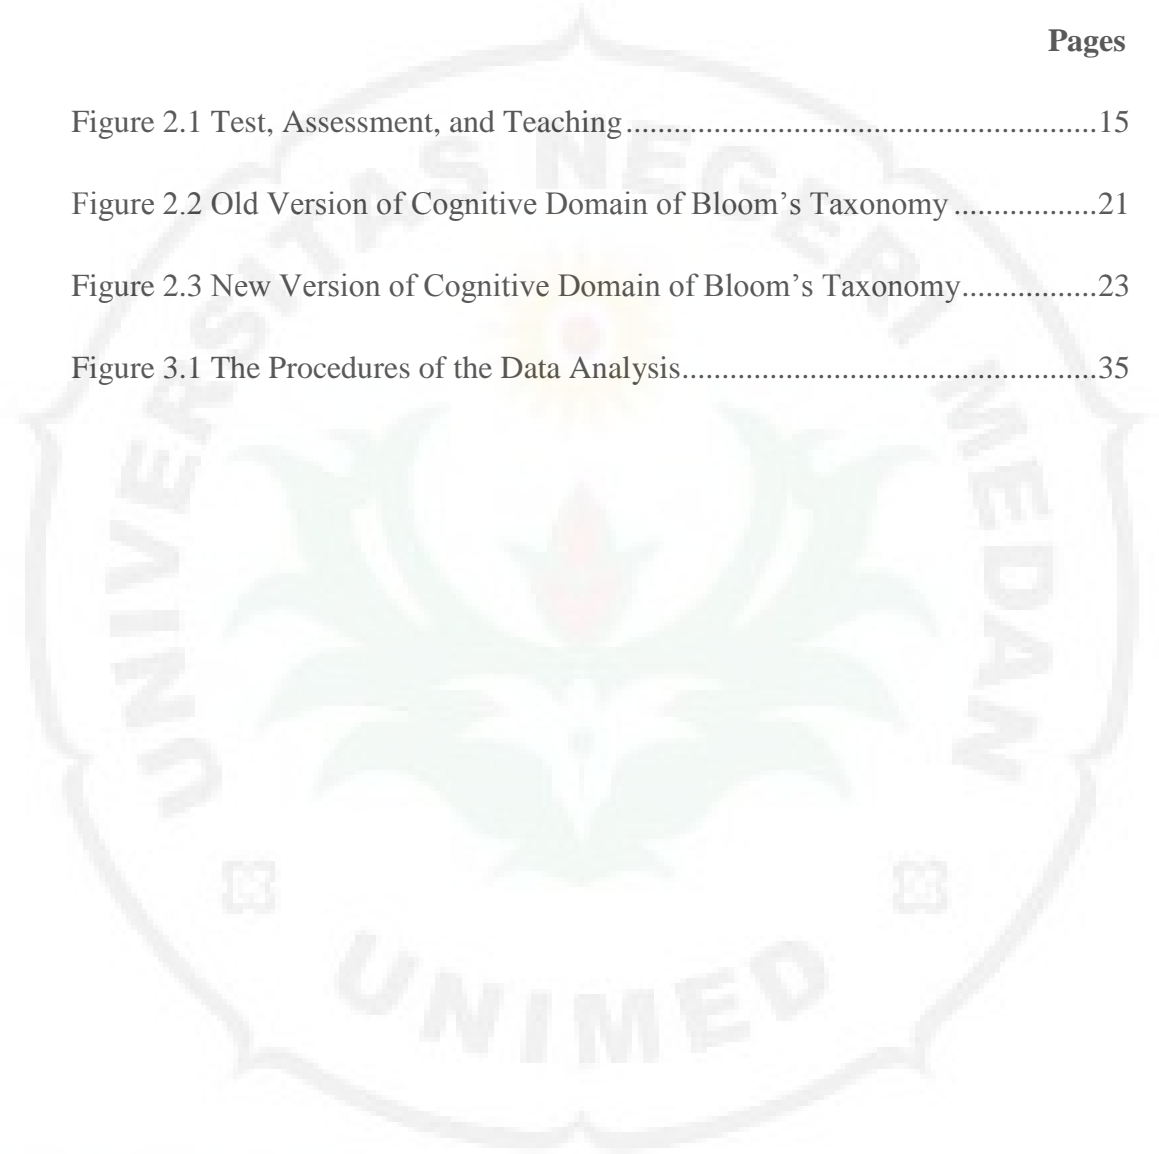 Pages
Figure 2.1 Test, Assessment, and Teaching...........................................................15
Figure 2.2 Old Version of Cognitive Domain of Bloom’s Taxonomy ..................21
Figure 2.3 New Version of Cognitive Domain of Bloom’s Taxonomy.................23
Figure 3.1 The Procedures of the Data Analysis....................................................35
UNIVERSITAS NEGERI MEDAN
UNIMED